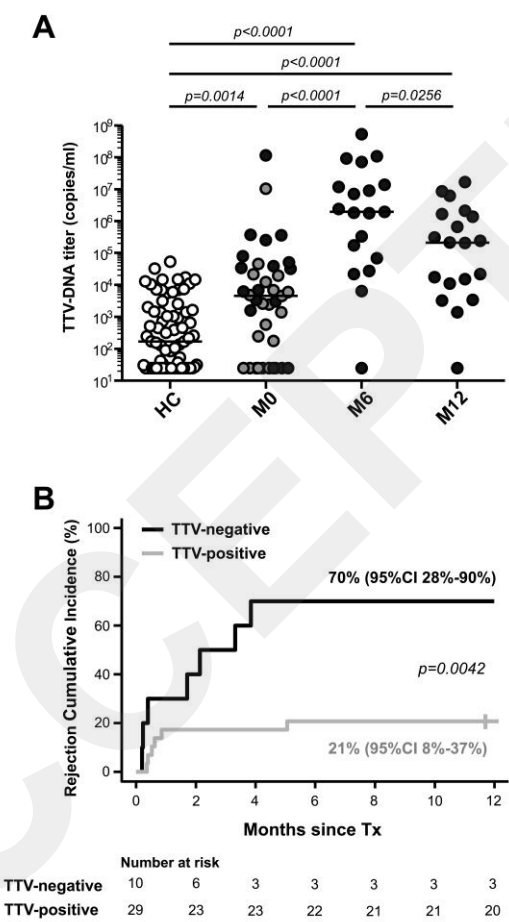 A
p<0.0001
p<0.0001
p=0.0014 p<0.0001 p=0.0256
TTV-DNA titer (copies/ml)
10⁹
10⁸
10⁷
10⁶
10⁵
10⁴
10³
10²
10¹
HC M0 M6 M12
B
Rejection Cumulative Incidence (%)
100
80
60
40
20
0
TTV-negative
TTV-positive
70% (95%CI 28%-90%)
p=0.0042
21% (95%CI 8%-37%)
0 2 4 6 8 10 12
Months since Tx
Number at risk
TTV-negative 10 6 3 3 3 3 3
TTV-positive 29 23 23 22 21 21 20